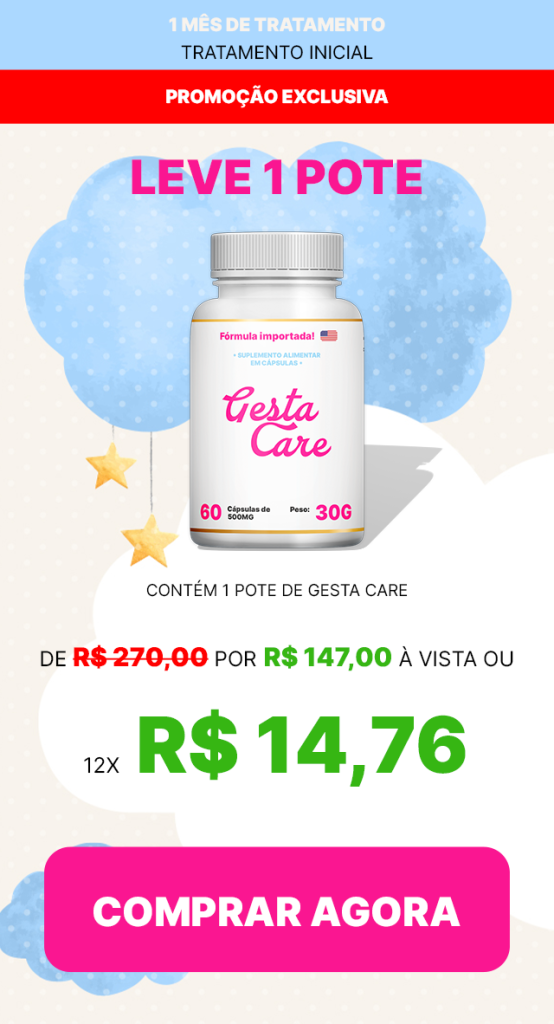 1 MÊS DE TRATAMENTO
TRATAMENTO INICIAL
PROMOÇÃO EXCLUSIVA
LEVE 1 POTE
Fórmula importada!
• SUPLEMENTO ALIMENTAR
EM CÁPSULAS •
Gesta
Care
60 Cápsulas de 500MG Peso: 30G
CONTÉM 1 POTE DE GESTA CARE
DE R$ 270,00 POR R$ 147,00 À VISTA OU
12X R$ 14,76
COMPRAR AGORA